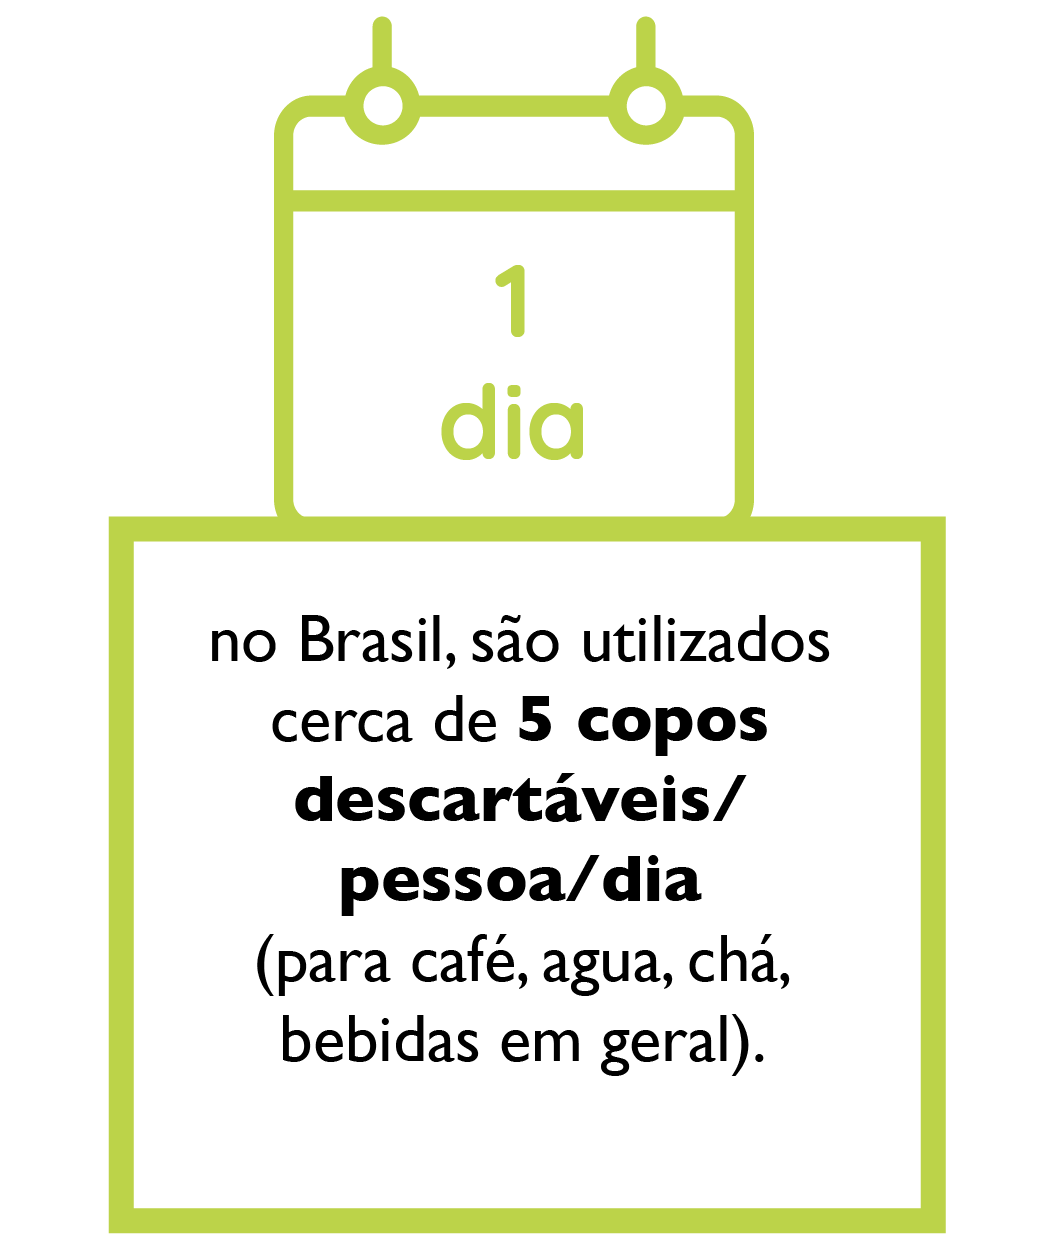 1
dia
no Brasil, são utilizados
cerca de 5 copos
descartáveis/
pessoa/dia
(para café, agua, chá,
bebidas em geral).